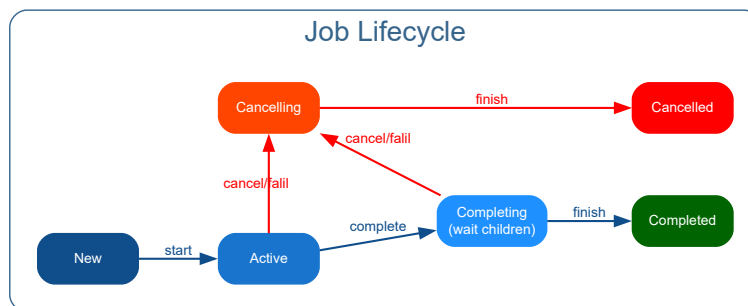 Job Lifecycle
Cancelling
finish
Cancelled
cancel/falil
cancel/falil
Completing
(wait children)
finish
Completed
complete
New
start
Active